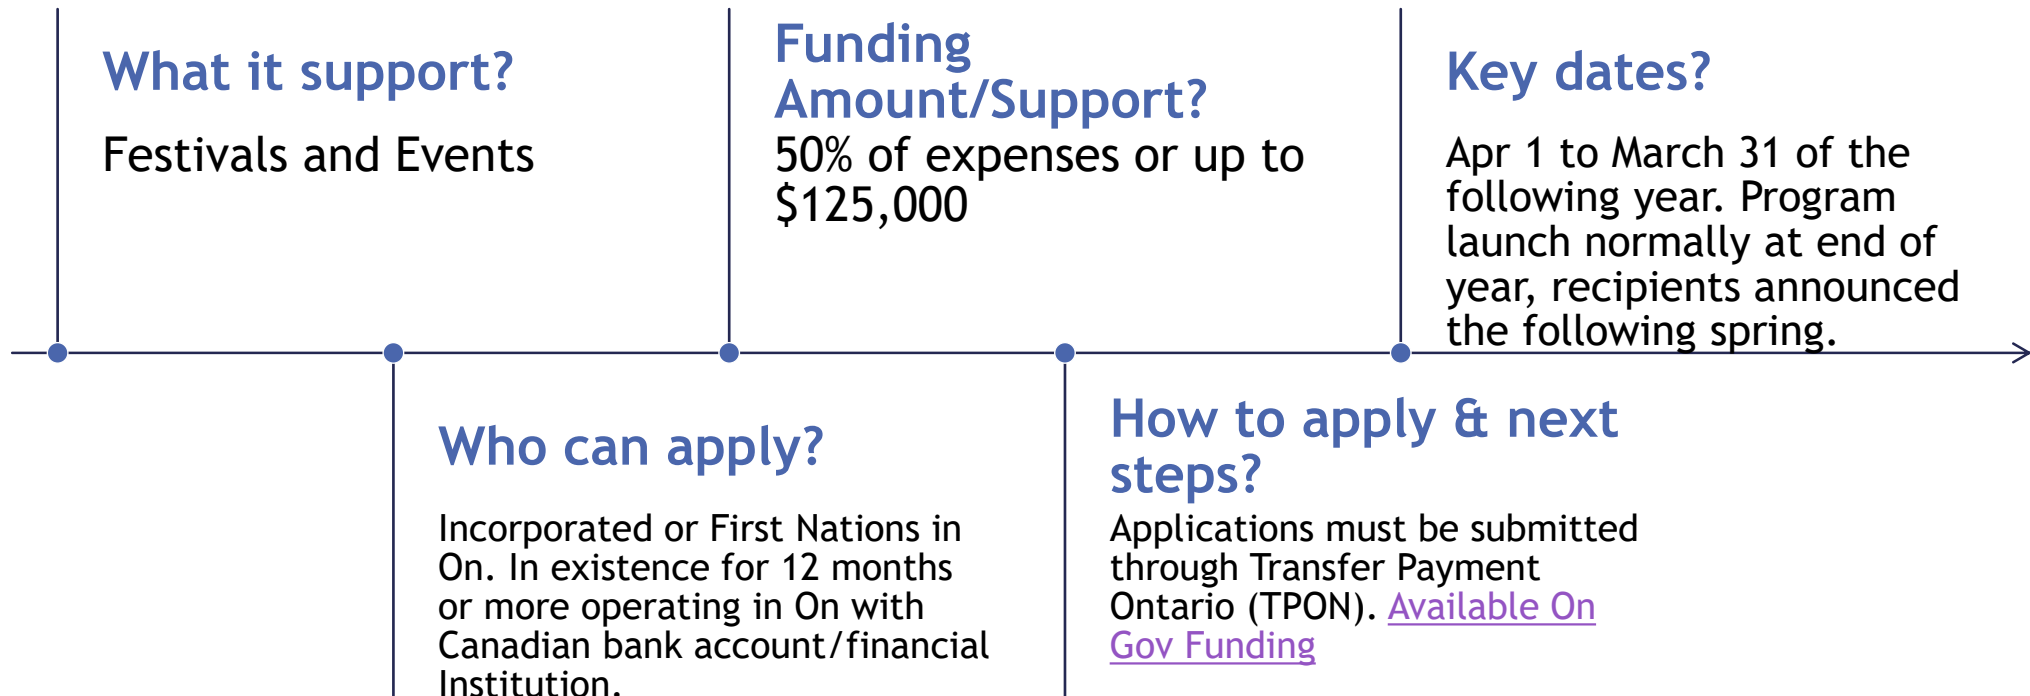 What it support?
Festivals and Events
Who can apply?
Incorporated or First Nations in
On. In existence for 12 months
or more operating in On with
Canadian bank account/financial
Institution.
Funding
Amount/Support?
50% of expenses or up to
$125,000
How to apply & next
steps?
Applications must be submitted
through Transfer Payment
Ontario (TPON). Available On
Gov Funding
Key dates?
Apr 1 to March 31 of the
following year. Program
launch normally at end of
year, recipients announced
the following spring.